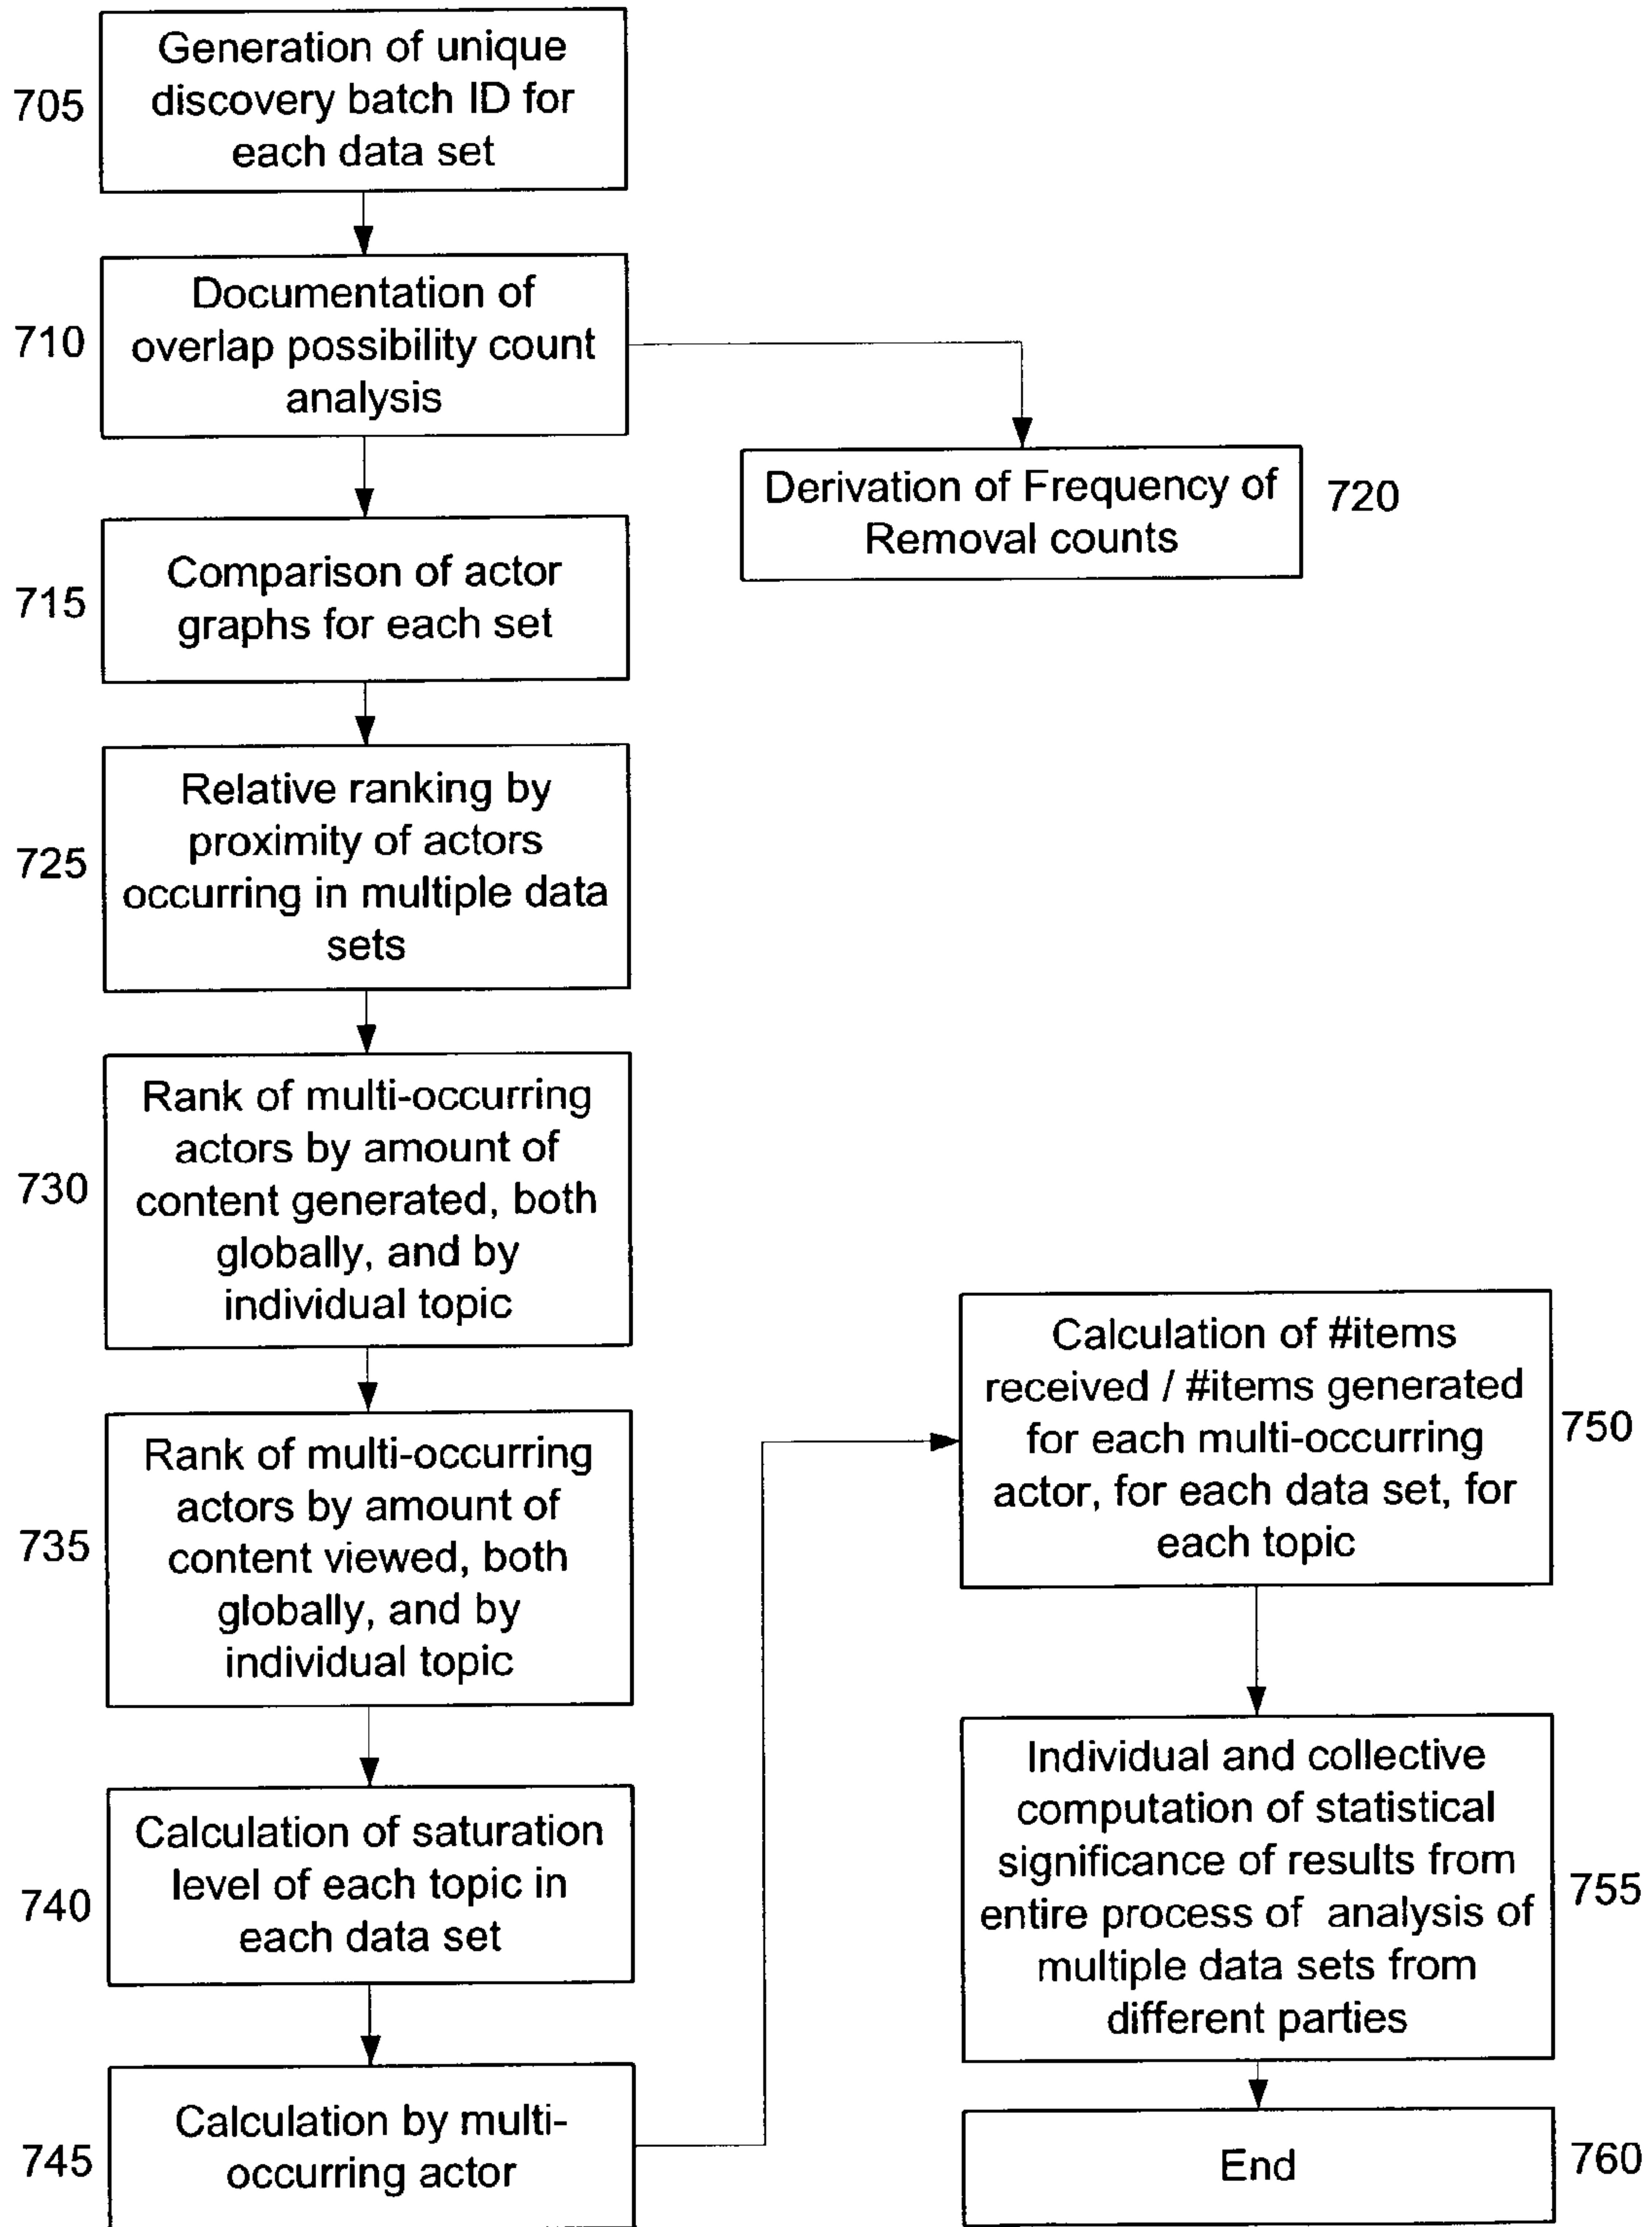 705
Generation of unique
discovery batch ID for
each data set
710
Documentation of
overlap possibility count
analysis
Derivation of Frequency of
Removal counts
720
715
Comparison of actor
graphs for each set
725
Relative ranking by
proximity of actors
occurring in multiple data
sets
730
Rank of multi-occurring
actors by amount of
content generated, both
globally, and by
individual topic
735
Rank of multi-occurring
actors by amount of
content viewed, both
globally, and by
individual topic
740
Calculation of saturation
level of each topic in
each data set
745
Calculation by multi-
occurring actor
Calculation of #items
received / #items generated
for each multi-occurring
actor, for each data set, for
each topic
750
Individual and collective
computation of statistical
significance of results from
entire process of analysis of
multiple data sets from
different parties
755
End
760